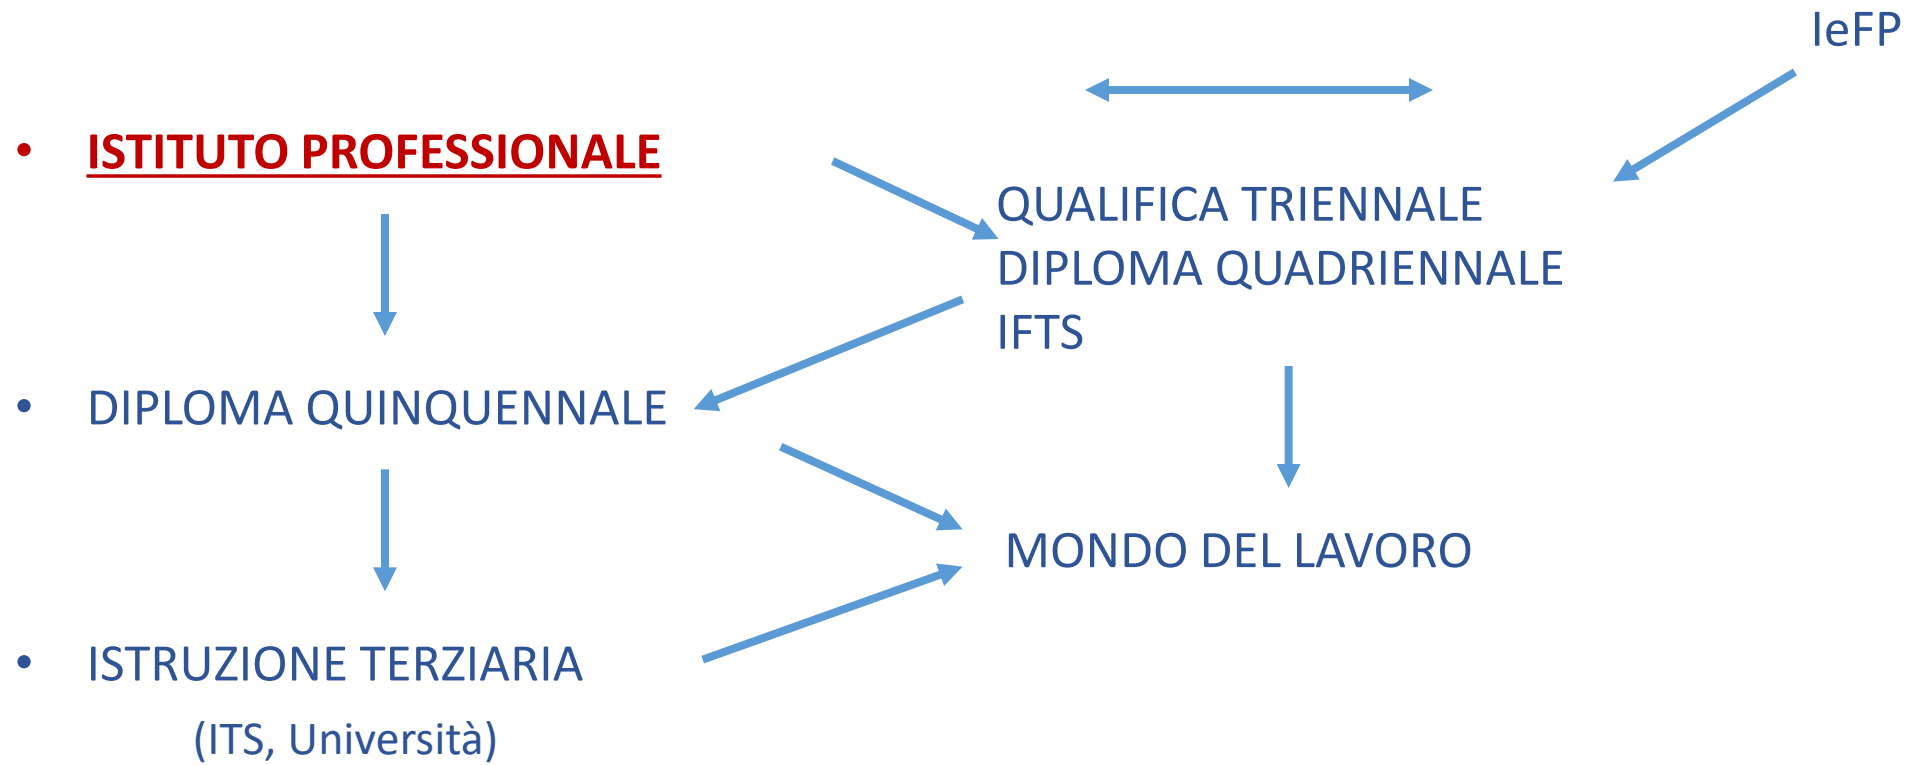 IeFP
• ISTITUTO PROFESSIONALE
QUALIFICA TRIENNALE
DIPLOMA QUADRIENNALE
IFTS
• DIPLOMA QUINQUENNALE
MONDO DEL LAVORO
• ISTRUZIONE TERZIARIA
(ITS, Università)